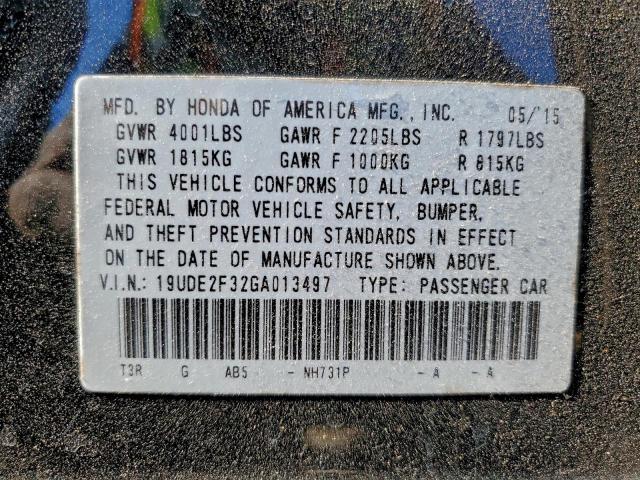 MFD. BY HONDA OF AMERICA MFG., INC. 05/'15
GVWR 4001LBS GAWR F 2205LBS R 1797LBS
GVWR 1815KG GAWR F 1000KG R 815KG
THIS VEHICLE CONFORMS TO ALL APPLICABLE
FEDERAL MOTOR VEHICLE SAFETY, BUMPER,
AND THEFT PREVENTION STANDARDS IN EFFECT
ON THE DATE OF MANUFACTURE SHOWN ABOVE.
V.I.N.: 19UDE2F32GA013497 TYPE: PASSENGER CAR
T3R G AB5 - NH731P - A - A